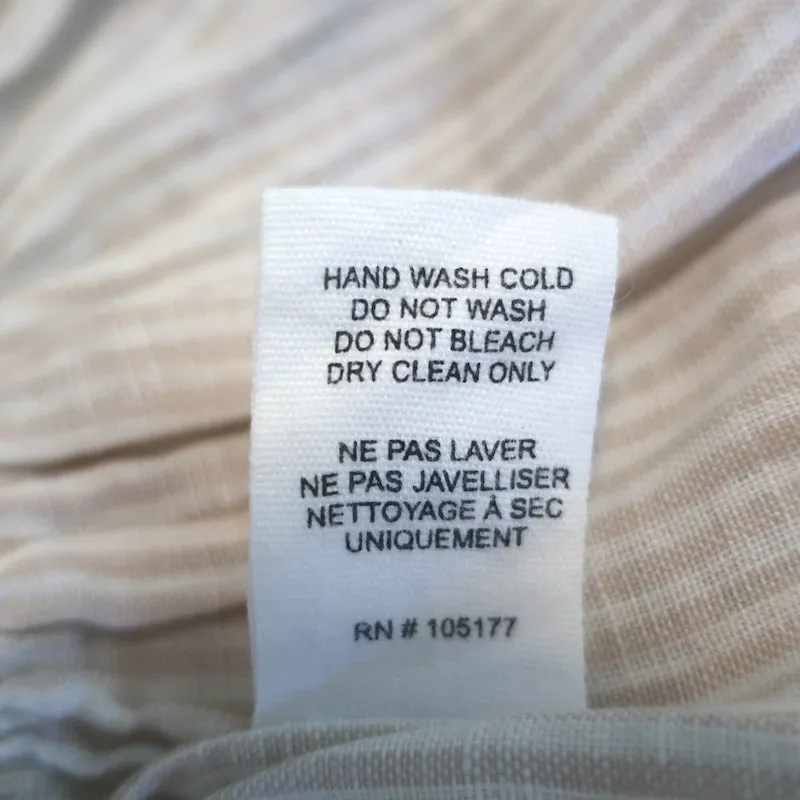 HAND WASH COLD
DO NOT WASH
DO NOT BLEACH
DRY CLEAN ONLY
NE PAS LAVER
NE PAS JAVELLISER
NETTOYAGE À SEC
UNIQUEMENT
RN # 105177